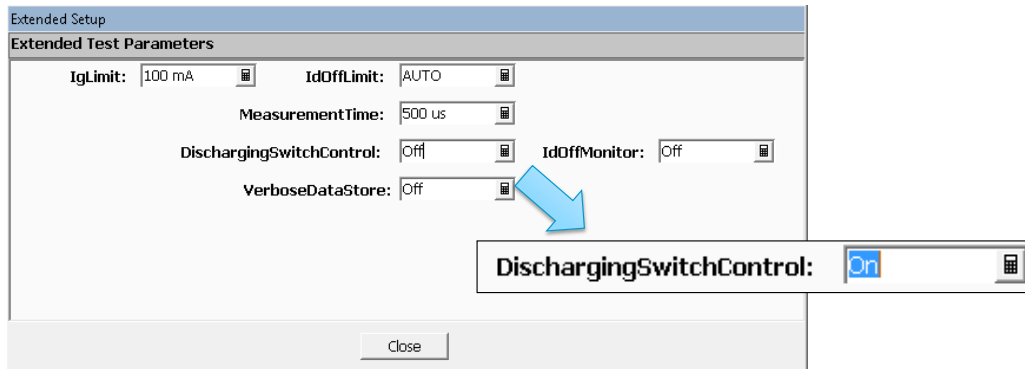 Extended Setup
Extended Test Parameters
IgLimit: 100 mA IdOffLimit: AUTO
MeasurementTime: 500 us
DischargingSwitchControl: Off IdOffMonitor: Off
VerboseDataStore: Off
DischargingSwitchControl: On
Close